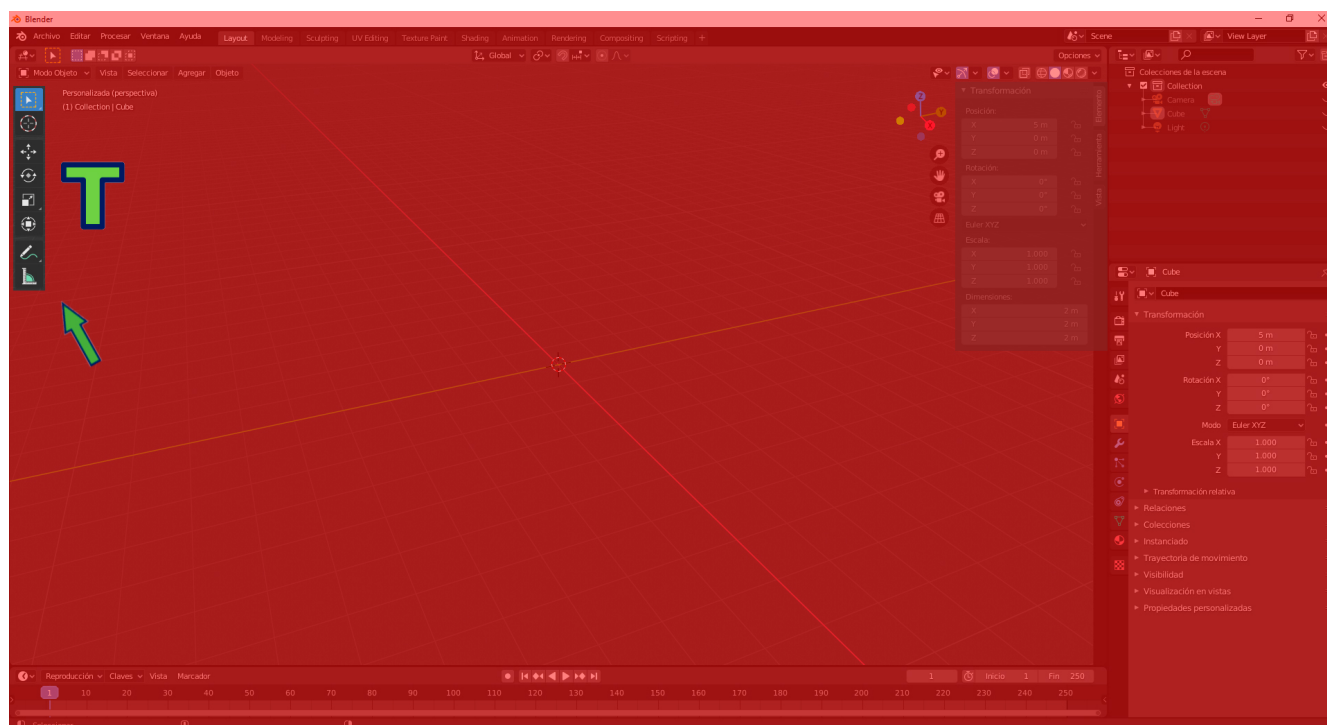 Blender
Archivo Editar Procesar Ventana Ayuda Layout Modeling Sculpting UV Editing Texture Paint Shading Animation Rendering Compositing Scripting + Scene View Layer
Global Opciones
Modo Objeto Vista Seleccionar Agregar Objeto
Personalizada (perspectiva)
(1) Collection | Cube
T
Z
Y
X
Transformación
Posición:
X 5 m
Y 0 m
Z 0 m
Rotación:
X 0°
Y 0°
Z 0°
Euler XYZ
Escala:
X 1.000
Y 1.000
Z 1.000
Dimensiones:
X 2 m
Y 2 m
Z 2 m
Elemento
Herramienta
Vista
Colecciones de la escena
Collection
Camera
Cube
Light
Cube
Cube
Transformación
Posición X 5 m
Y 0 m
Z 0 m
Rotación X 0°
Y 0°
Z 0°
Modo Euler XYZ
Escala X 1.000
Y 1.000
Z 1.000
Transformación relativa
Relaciones
Colecciones
Instanciado
Trayectoria de movimiento
Visibilidad
Visualización en vistas
Propiedades personalizadas
Reproducción Claves Vista Marcador 1 Inicio 1 Fin 250
1 10 20 30 40 50 60 70 80 90 100 110 120 130 140 150 160 170 180 190 200 210 220 230 240 250